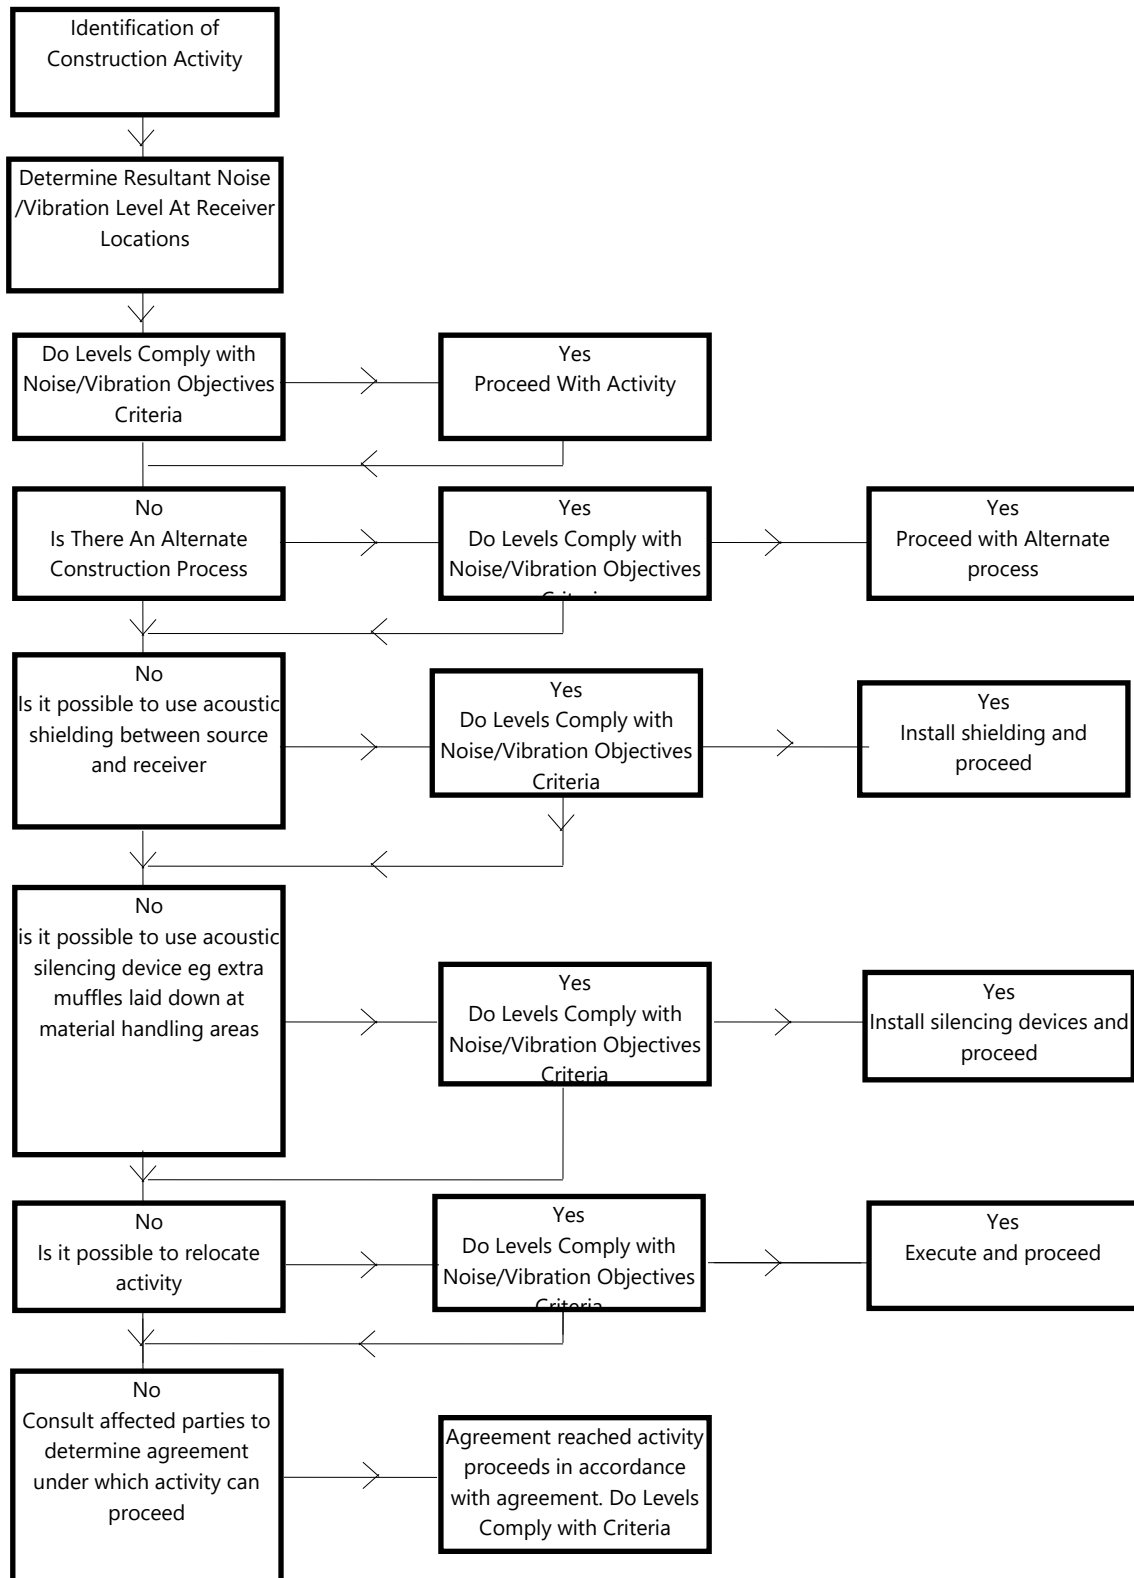 Identification of
Construction Activity
Determine Resultant Noise
/Vibration Level At Receiver
Locations
Do Levels Comply with
Noise/Vibration Objectives
Criteria
Yes
Proceed With Activity
No
Is There An Alternate
Construction Process
Yes
Do Levels Comply with
Noise/Vibration Objectives
Criteria
Yes
Proceed with Alternate
process
No
Is it possible to use acoustic
shielding between source
and receiver
Yes
Do Levels Comply with
Noise/Vibration Objectives
Criteria
Yes
Install shielding and
proceed
No
is it possible to use acoustic
silencing device eg extra
muffles laid down at
material handling areas
Yes
Do Levels Comply with
Noise/Vibration Objectives
Criteria
Yes
Install silencing devices and
proceed
No
Is it possible to relocate
activity
Yes
Do Levels Comply with
Noise/Vibration Objectives
Criteria
Yes
Execute and proceed
No
Consult affected parties to
determine agreement
under which activity can
proceed
Agreement reached activity
proceeds in accordance
with agreement. Do Levels
Comply with Criteria